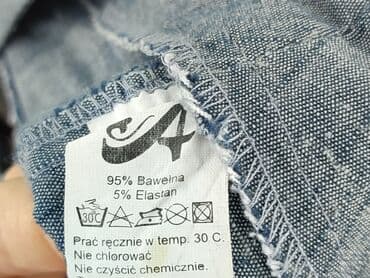 95% Bawełna
5% Elastan
30°C
Prać ręcznie w temp. 30 C.
Nie chlorować
Nie czyścić chemicznie.